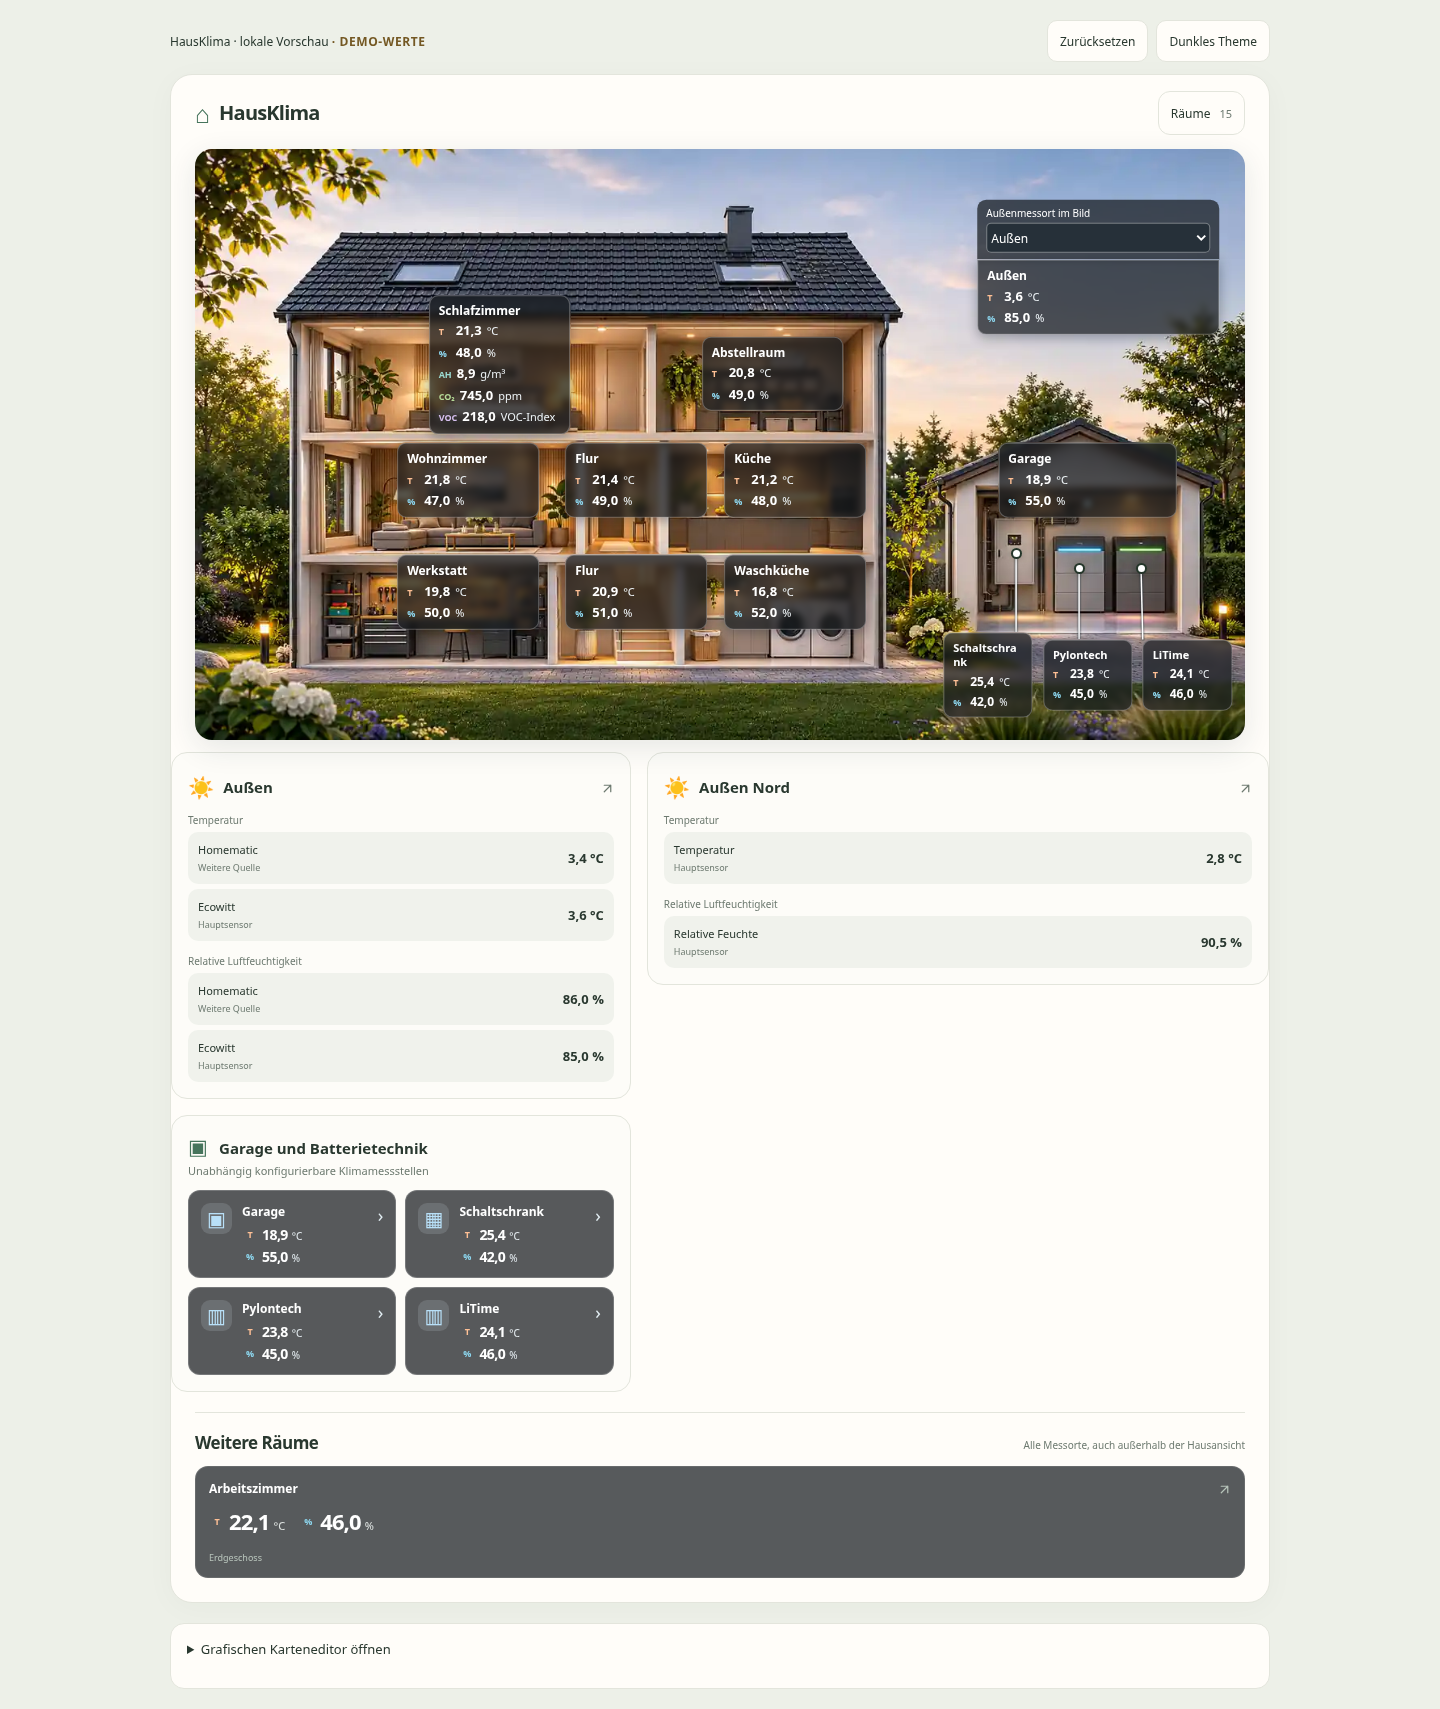 HausKlima · lokale Vorschau · DEMO-WERTE
Zurücksetzen
Dunkles Theme
HausKlima
Räume 15
Außenmessort im Bild
Außen
Außen
T 3,6 °C
% 85,0 %
Schlafzimmer
T 21,3 °C
% 48,0 %
AH 8,9 g/m³
CO₂ 745,0 ppm
VOC 218,0 VOC-Index
Abstellraum
T 20,8 °C
% 49,0 %
Wohnzimmer
T 21,8 °C
% 47,0 %
Flur
T 21,4 °C
% 49,0 %
Küche
T 21,2 °C
% 48,0 %
Garage
T 18,9 °C
% 55,0 %
Werkstatt
T 19,8 °C
% 50,0 %
Flur
T 20,9 °C
% 51,0 %
Waschküche
T 16,8 °C
% 52,0 %
Schaltschra
nk
T 25,4 °C
% 42,0 %
Pylontech
T 23,8 °C
% 45,0 %
LiTime
T 24,1 °C
% 46,0 %
Außen
Temperatur
Homematic
Weitere Quelle
3,4 °C
Ecowitt
Hauptsensor
3,6 °C
Relative Luftfeuchtigkeit
Homematic
Weitere Quelle
86,0 %
Ecowitt
Hauptsensor
85,0 %
Außen Nord
Temperatur
Temperatur
Hauptsensor
2,8 °C
Relative Luftfeuchtigkeit
Relative Feuchte
Hauptsensor
90,5 %
Garage und Batterietechnik
Unabhängig konfigurierbare Klimamessstellen
Garage
T 18,9 °C
% 55,0 %
Schaltschrank
T 25,4 °C
% 42,0 %
Pylontech
T 23,8 °C
% 45,0 %
LiTime
T 24,1 °C
% 46,0 %
Weitere Räume
Alle Messorte, auch außerhalb der Hausansicht
Arbeitszimmer
T 22,1 °C % 46,0 %
Erdgeschoss
Grafischen Karteneditor öffnen